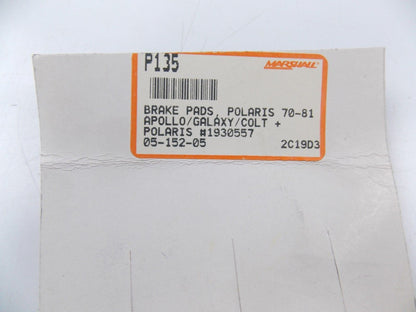 P135
MARSHALL
BRAKE PADS, POLARIS 70-81
APOLLO/GALAXY/COLT +
POLARIS #1930557
05-152-05 2C19D3